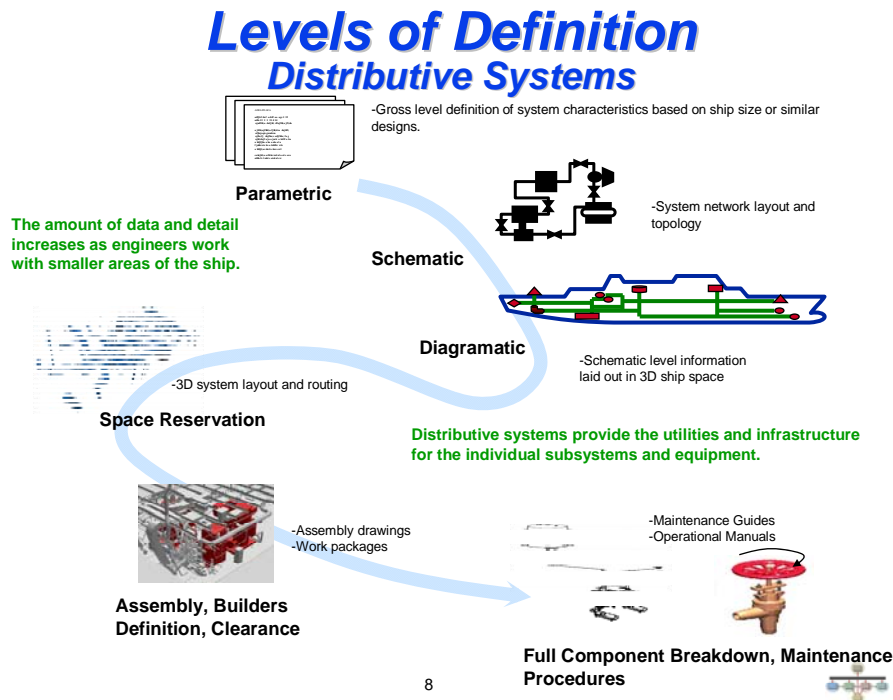 Levels of Definition
Distributive Systems
-Gross level definition of system characteristics based on ship size or similar
designs.
Parametric
-System network layout and
topology
The amount of data and detail
increases as engineers work
with smaller areas of the ship.
Schematic
Diagramatic
-Schematic level information
laid out in 3D ship space
-3D system layout and routing
Space Reservation
Distributive systems provide the utilities and infrastructure
for the individual subsystems and equipment.
-Assembly drawings
-Work packages
-Maintenance Guides
-Operational Manuals
Assembly, Builders
Definition, Clearance
Full Component Breakdown, Maintenance
Procedures
8